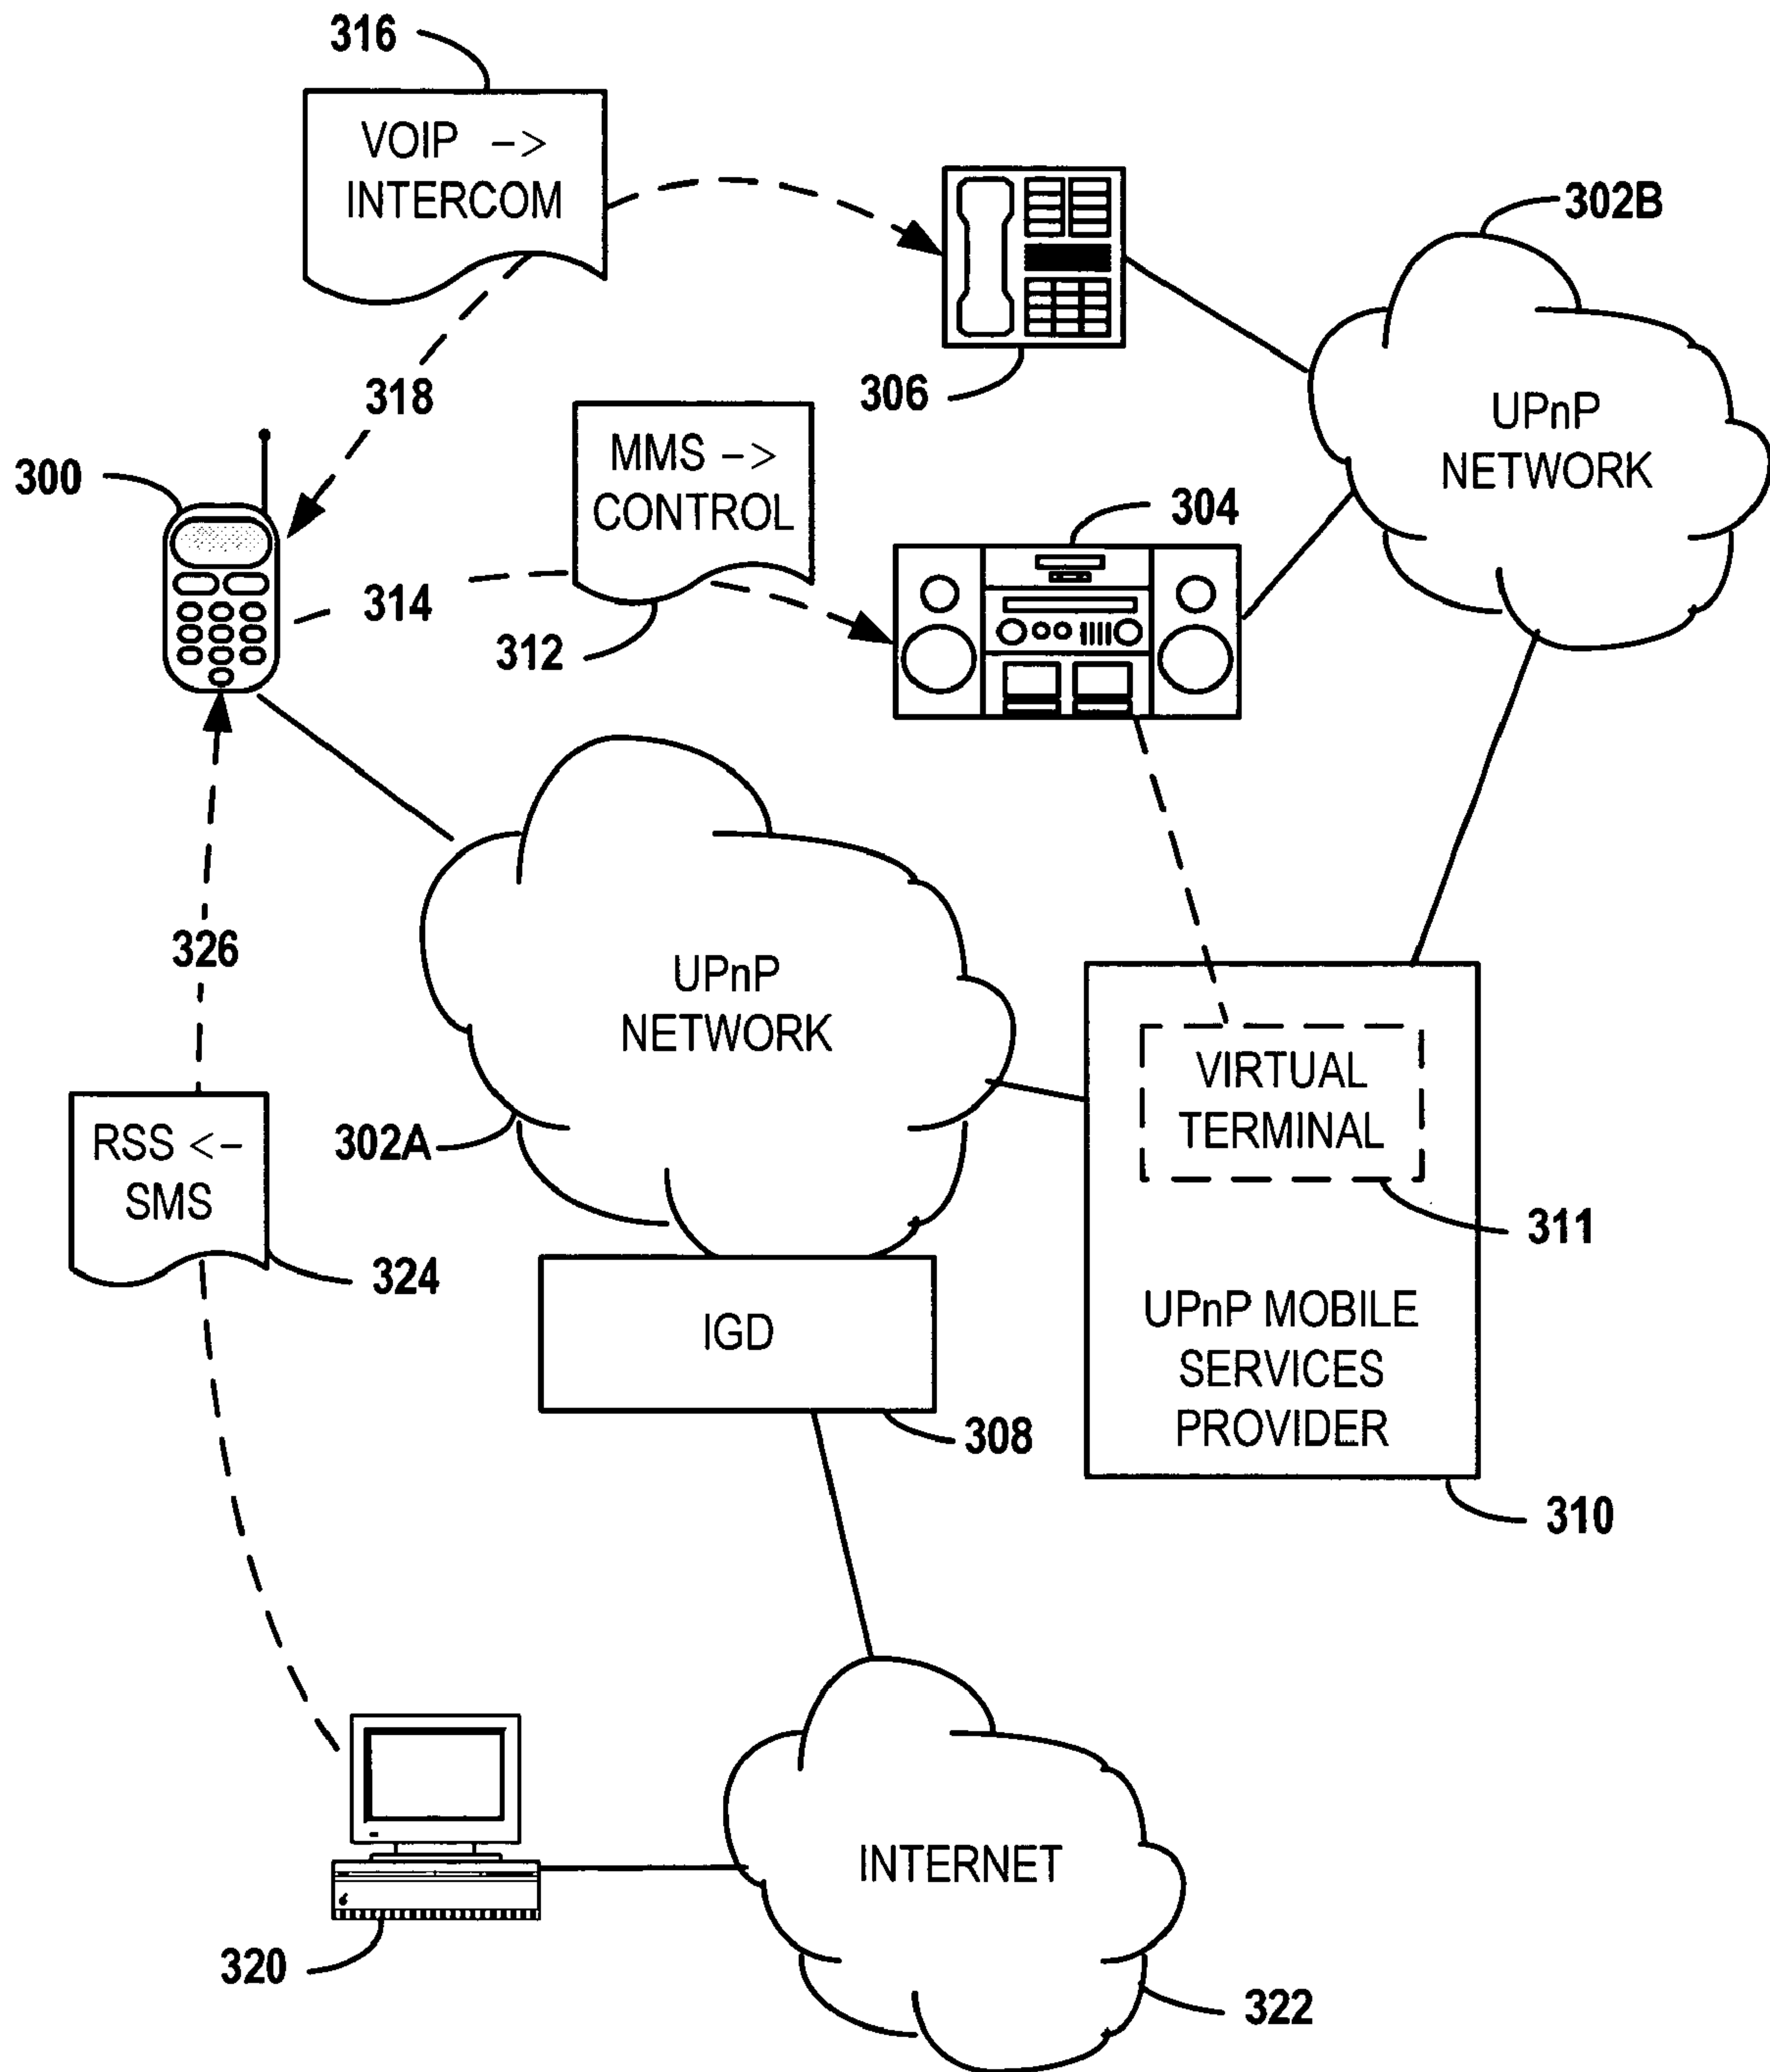 316
VOIP –>
INTERCOM
302B
318
306
UPnP
NETWORK
300
MMS –>
CONTROL
304
314
312
326
UPnP
NETWORK
VIRTUAL
TERMINAL
302A
RSS <–
SMS
311
324
IGD
UPnP MOBILE
SERVICES
PROVIDER
308
310
INTERNET
320
322